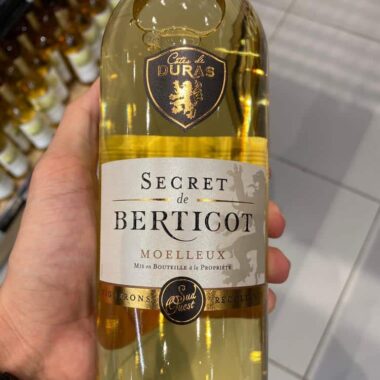 Côtes de
DURAS
SECRET
de
BERTICOT
MOELLEUX
MIS EN BOUTEILLE à la PROPRIÉTÉ
Sud
Ouest